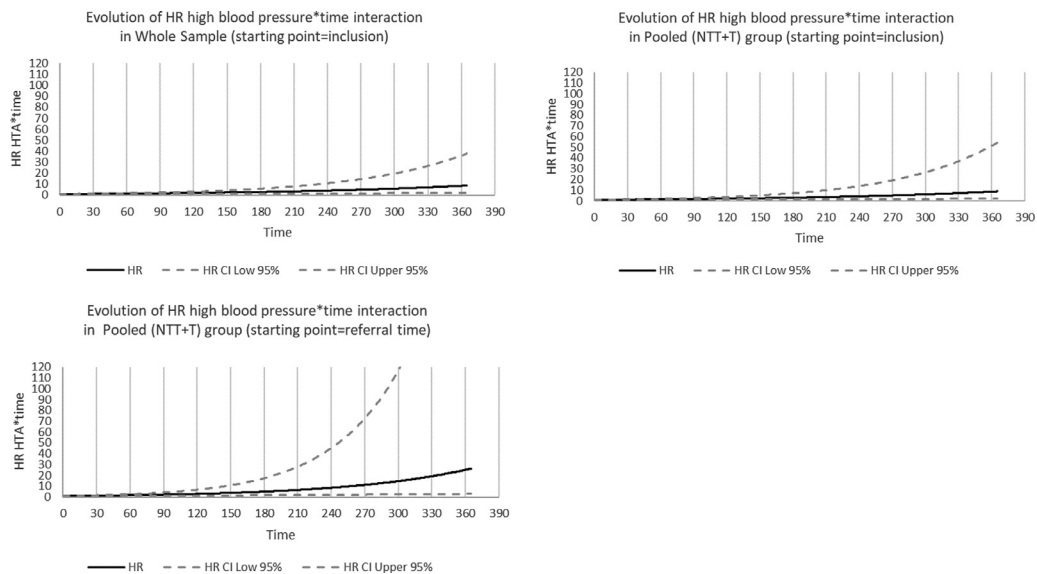 Evolution of HR high blood pressure*time interaction
in Whole Sample (starting point=inclusion)
HR HTA*time
120
110
100
90
80
70
60
50
40
30
20
10
0
0 30 60 90 120 150 180 210 240 270 300 330 360 390
Time
HR HR CI Low 95% HR CI Upper 95%
Evolution of HR high blood pressure*time interaction
in Pooled (NTT+T) group (starting point=inclusion)
HR HTA*time
120
110
100
90
80
70
60
50
40
30
20
10
0
0 30 60 90 120 150 180 210 240 270 300 330 360 390
Time
HR HR CI Low 95% HR CI Upper 95%
Evolution of HR high blood pressure*time interaction
in Pooled (NTT+T) group (starting point=referral time)
HR HTA*time
120
110
100
90
80
70
60
50
40
30
20
10
0
0 30 60 90 120 150 180 210 240 270 300 330 360 390
Time
HR HR CI Low 95% HR CI Upper 95%